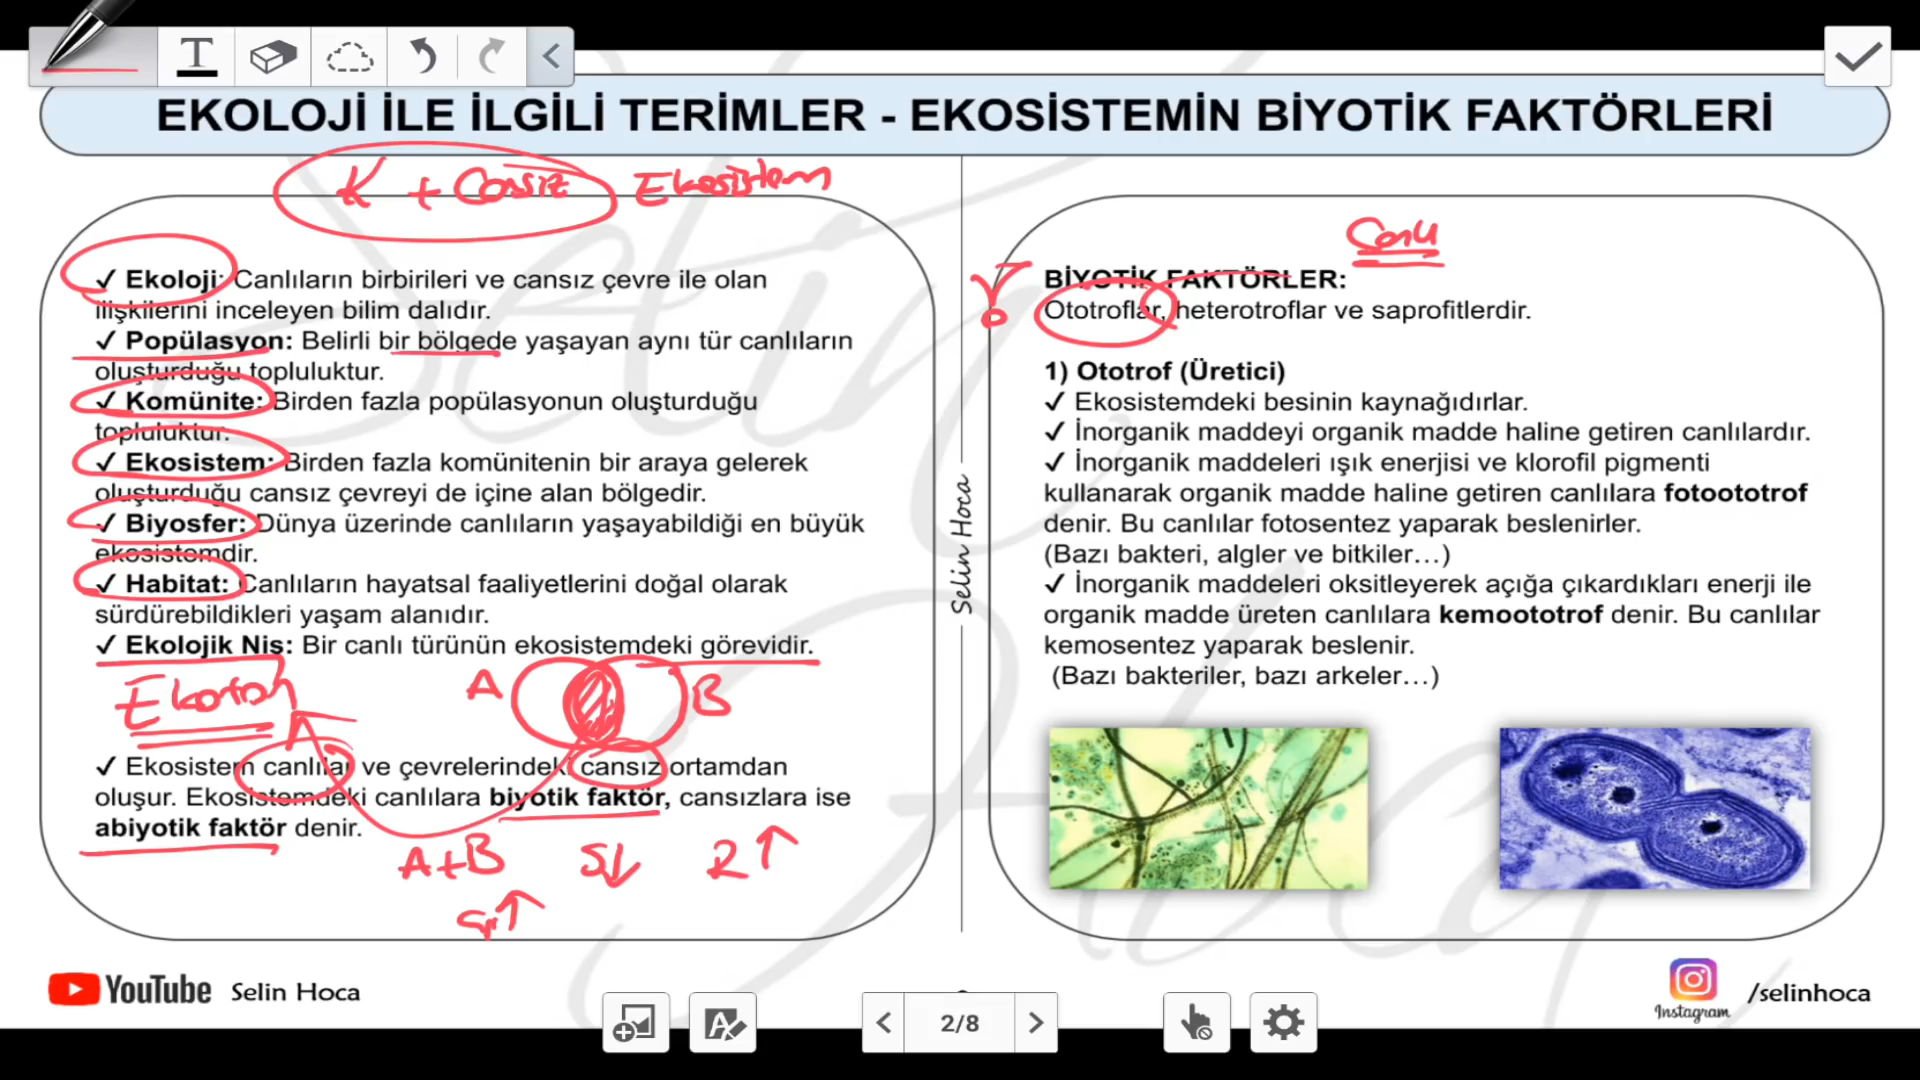 EKOLOJİ İLE İLGİLİ TERİMLER - EKOSİSTEMİN BİYOTİK FAKTÖRLERİ
K + Cansız Ekosistem
✓ Ekoloji: Canlıların birbirileri ve cansız çevre ile olan
ilişkilerini inceleyen bilim dalıdır.
✓ Popülasyon: Belirli bir bölgede yaşayan aynı tür canlıların
oluşturduğu topluluktur.
✓ Komünite: Birden fazla popülasyonun oluşturduğu
topluluktur.
✓ Ekosistem: Birden fazla komünitenin bir araya gelerek
oluşturduğu cansız çevreyi de içine alan bölgedir.
✓ Biyosfer: Dünya üzerinde canlıların yaşayabildiği en büyük
ekosistemdir.
✓ Habitat: Canlıların hayatsal faaliyetlerini doğal olarak
sürdürebildikleri yaşam alanıdır.
✓ Ekolojik Niş: Bir canlı türünün ekosistemdeki görevidir.
Ekoton
A B
✓ Ekosistem canlılar ve çevrelerindeki cansız ortamdan
oluşur. Ekosistemdeki canlılara biyotik faktör, cansızlara ise
abiyotik faktör denir.
A+B S↓ R↑
Selin Hoca
Canlı
BİYOTİK FAKTÖRLER:
Ototroflar, heterotroflar ve saprofitlerdir.
1) Ototrof (Üretici)
✓ Ekosistemdeki besinin kaynağıdırlar.
✓ İnorganik maddeyi organik madde haline getiren canlılardır.
✓ İnorganik maddeleri ışık enerjisi ve klorofil pigmenti
kullanarak organik madde haline getiren canlılara fotoototrof
denir. Bu canlılar fotosentez yaparak beslenirler.
(Bazı bakteri, algler ve bitkiler...)
✓ İnorganik maddeleri oksitleyerek açığa çıkardıkları enerji ile
organik madde üreten canlılara kemoototrof denir. Bu canlılar
kemosentez yaparak beslenir.
(Bazı bakteriler, bazı arkeler...)
YouTube Selin Hoca
2/8
Instagram /selinhoca